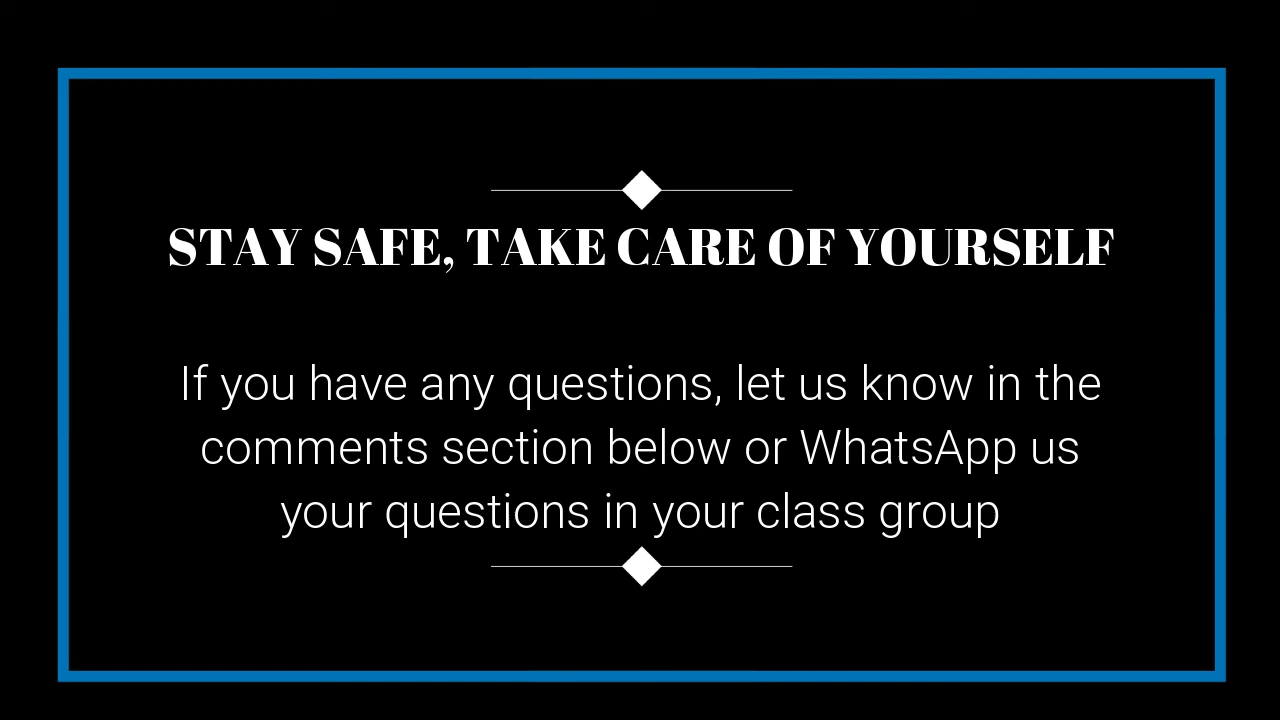 STAY SAFE, TAKE CARE OF YOURSELF
If you have any questions, let us know in the
comments section below or WhatsApp us
your questions in your class group